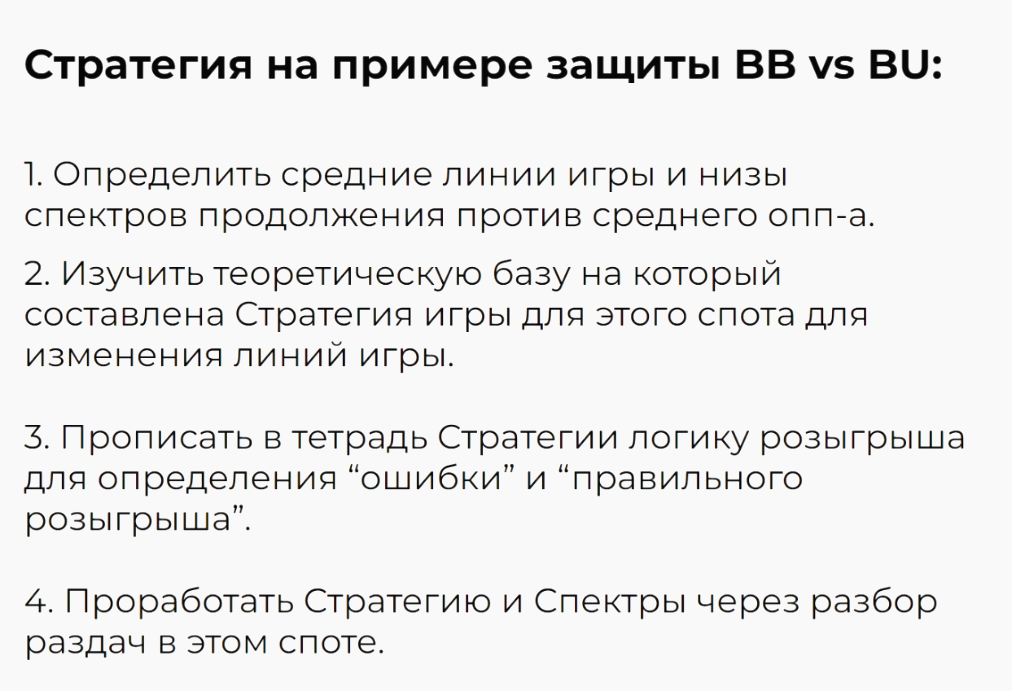 Стратегия на примере защиты BB vs BU:
1. Определить средние линии игры и низы
спектров продолжения против среднего опп-а.
2. Изучить теоретическую базу на который
составлена Стратегия игры для этого спота для
изменения линий игры.
3. Прописать в тетрадь Стратегии логику розыгрыша
для определения “ошибки” и “правильного
розыгрыша”.
4. Проработать Стратегию и Спектры через разбор
раздач в этом споте.